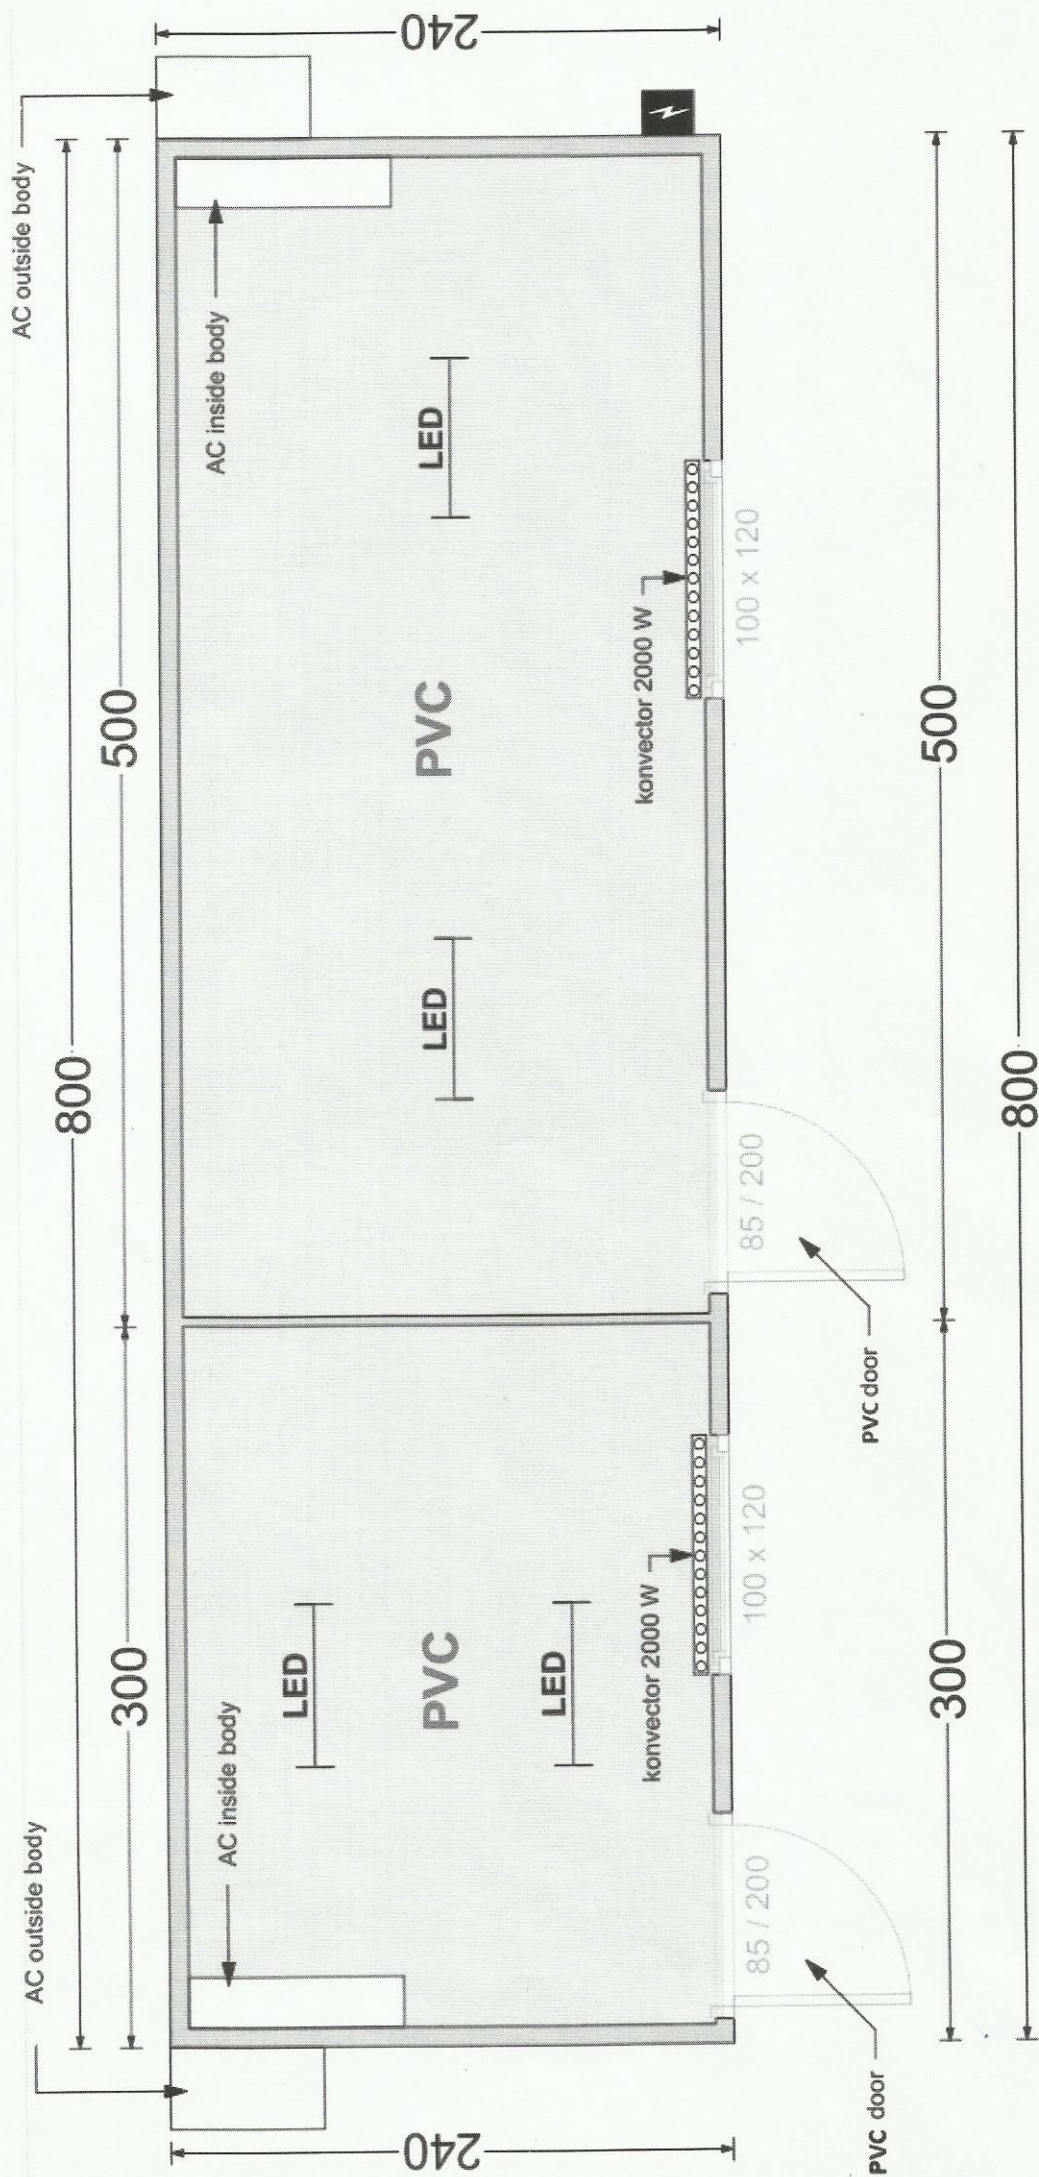 AC outside body
AC outside body
800
300
500
240
240
AC inside body
AC inside body
LED
LED
LED
LED
PVC
PVC
konvector 2000 W
konvector 2000 W
85 / 200
100 x 120
85 / 200
100 x 120
PVC door
PVC door
300
500
800